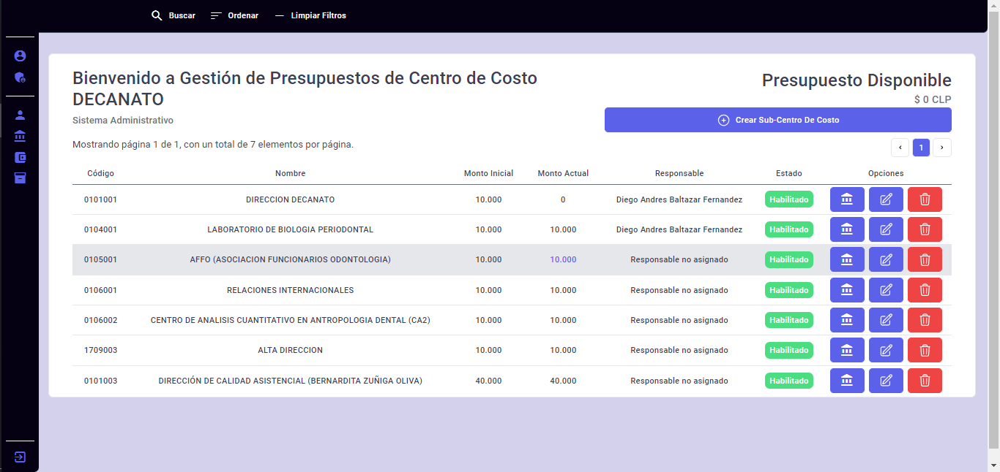 Buscar Ordenar Limpiar Filtros
Bienvenido a Gestión de Presupuestos de Centro de Costo
DECANATO
Sistema Administrativo
Presupuesto Disponible
$ 0 CLP
Crear Sub-Centro De Costo
Mostrando página 1 de 1, con un total de 7 elementos por página.
‹ 1 ›
Código Nombre Monto Inicial Monto Actual Responsable Estado Opciones
0101001 DIRECCION DECANATO 10.000 0 Diego Andres Baltazar Fernandez Habilitado
0104001 LABORATORIO DE BIOLOGIA PERIODONTAL 10.000 10.000 Diego Andres Baltazar Fernandez Habilitado
0105001 AFFO (ASOCIACION FUNCIONARIOS ODONTOLOGIA) 10.000 10.000 Responsable no asignado Habilitado
0106001 RELACIONES INTERNACIONALES 10.000 10.000 Responsable no asignado Habilitado
0106002 CENTRO DE ANALISIS CUANTITATIVO EN ANTROPOLOGIA DENTAL (CA2) 10.000 10.000 Responsable no asignado Habilitado
1709003 ALTA DIRECCION 10.000 10.000 Responsable no asignado Habilitado
0101003 DIRECCIÓN DE CALIDAD ASISTENCIAL (BERNARDITA ZUÑIGA OLIVA) 40.000 40.000 Responsable no asignado Habilitado